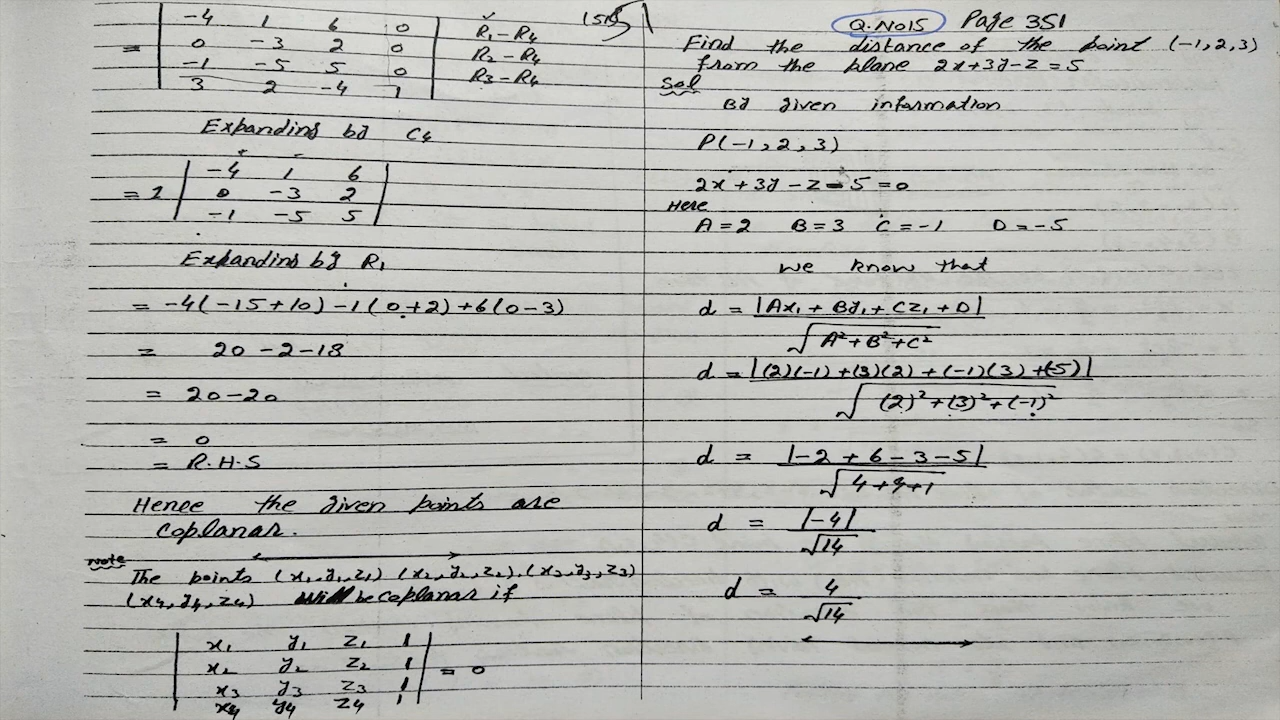 = | -4 1 6 0 | R₁-R₄
| 0 -3 2 0 | R₂-R₄
| -1 -5 5 0 | R₃-R₄
| 3 2 -4 1 |
Expanding by C₄
= 1 | -4 1 6 |
| 0 -3 2 |
| -1 -5 5 |
Expanding by R₁
= -4(-15+10) -1(0+2) +6(0-3)
= 20-2-18
= 20-20
= 0
= R.H.S
Hence the given points are
coplanar.
Note
The points (x₁,y₁,z₁) (x₂,y₂,z₂),(x₃,y₃,z₃)
(x₄,y₄,z₄) will be coplanar if
| x₁ y₁ z₁ 1 |
| x₂ y₂ z₂ 1 | = 0
| x₃ y₃ z₃ 1 |
| x₄ y₄ z₄ 1 |
Q.No15 Page 351
Find the distance of the point (-1,2,3)
from the plane 2x+3y-z=5
Sol
By given information
P(-1,2,3)
2x+3y-z-5=0
Here
A=2 B=3 C=-1 D=-5
we know that
d = |Ax₁+By₁+Cz₁+D|
√A²+B²+C²
d = |(2)(-1)+(3)(2)+(-1)(3)+(-5)|
√(2)²+(3)²+(-1)²
d = |-2+6-3-5|
√4+9+1
d = |-4|
√14
d = 4
√14